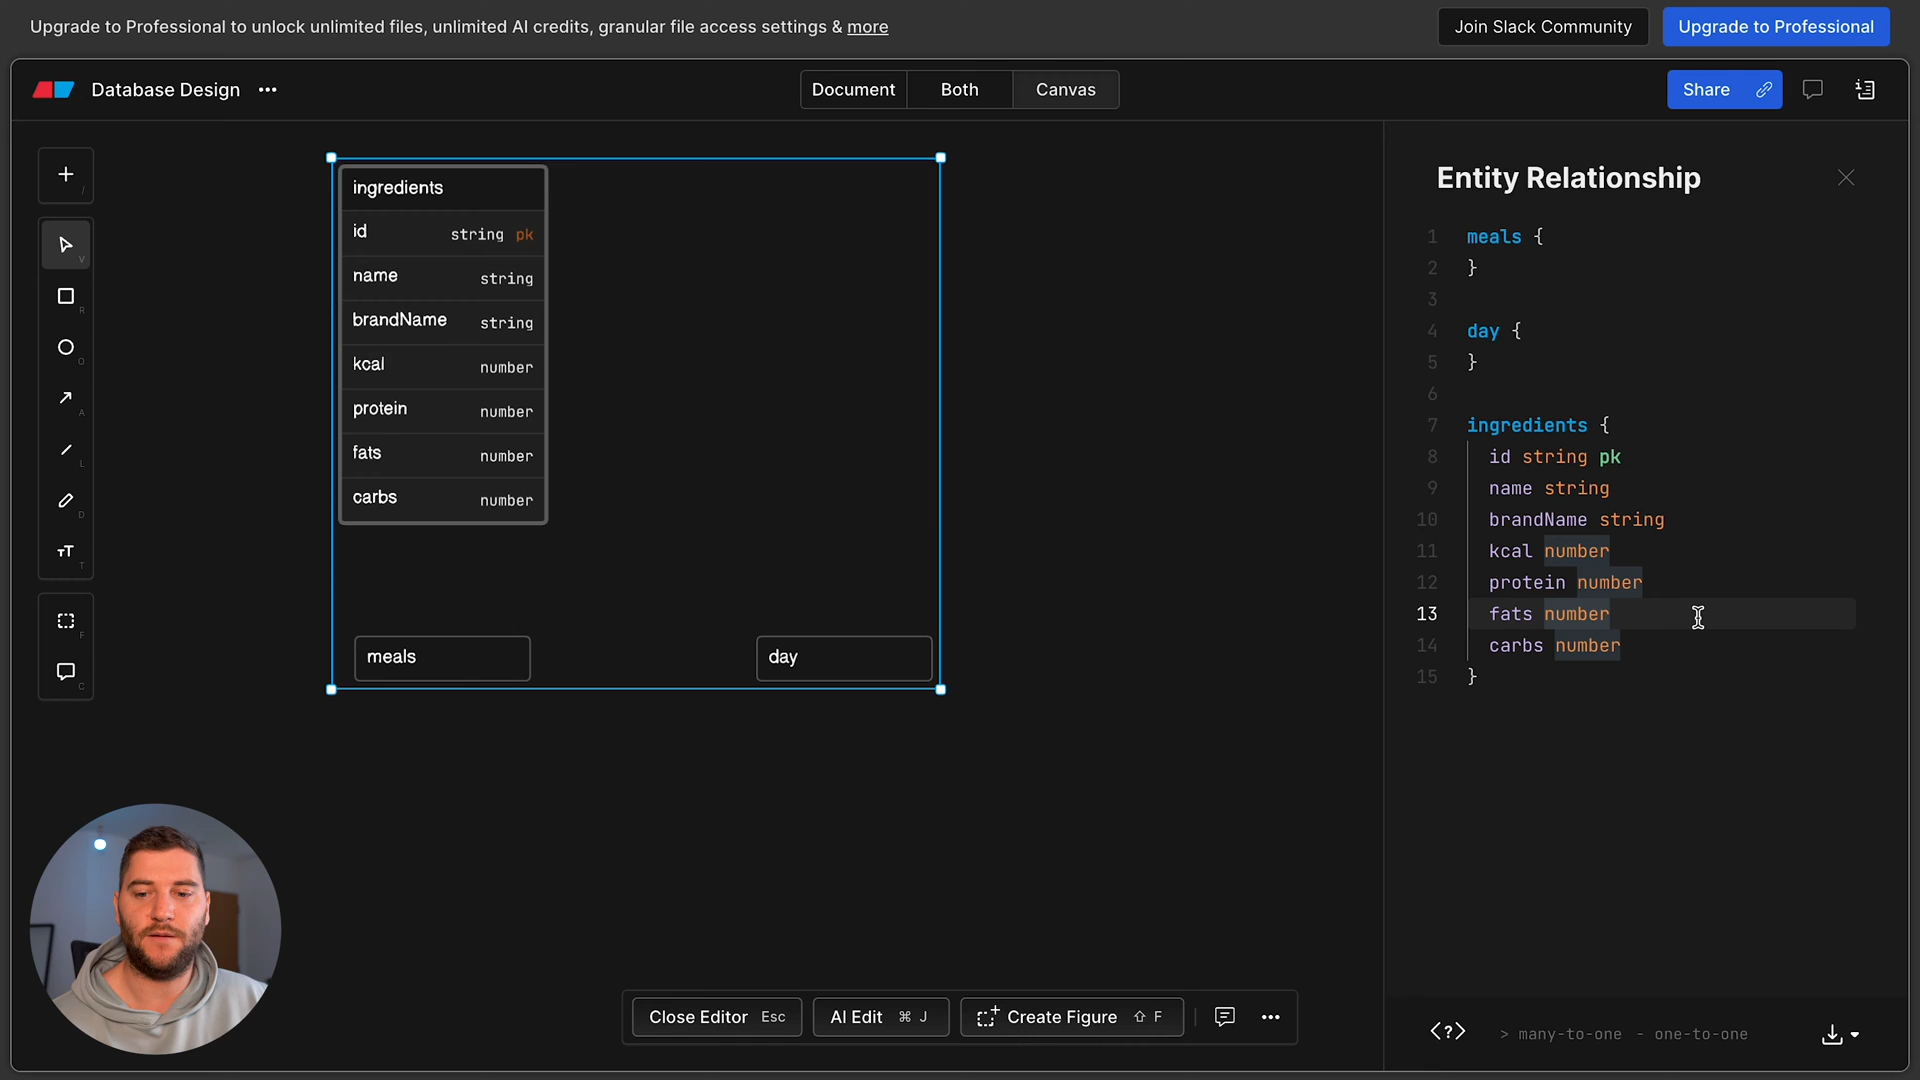 Upgrade to Professional to unlock unlimited files, unlimited AI credits, granular file access settings & more
Join Slack Community
Upgrade to Professional
Database Design
Document
Both
Canvas
Share
/
V
R
O
A
L
D
T
F
C
ingredients
id string pk
name string
brandName string
kcal number
protein number
fats number
carbs number
meals
day
Entity Relationship
1 meals {
2 }
3
4 day {
5 }
6
7 ingredients {
8 id string pk
9 name string
10 brandName string
11 kcal number
12 protein number
13 fats number
14 carbs number
15 }
Close Editor Esc
AI Edit ⌘ J
Create Figure ⇧ F
<?> > many-to-one - one-to-one